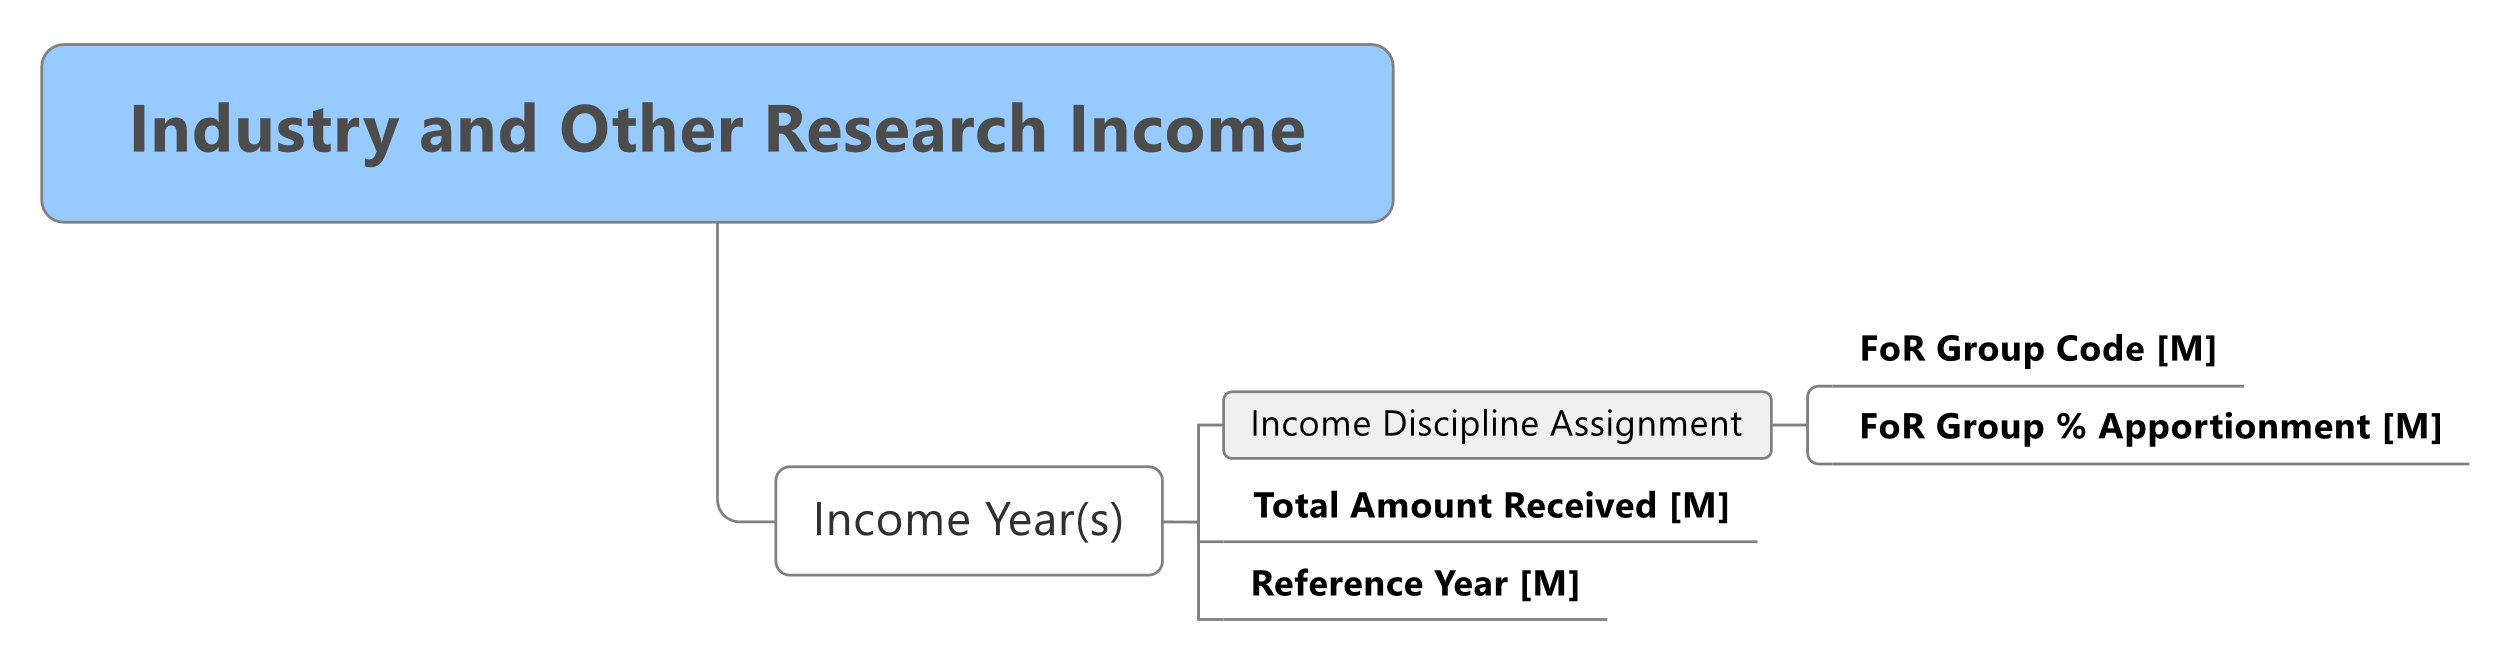 Industry and Other Research Income
FoR Group Code [M]
Income Discipline Assignment
FoR Group % Apportionment [M]
Total Amount Received [M]
Income Year(s)
Reference Year [M]